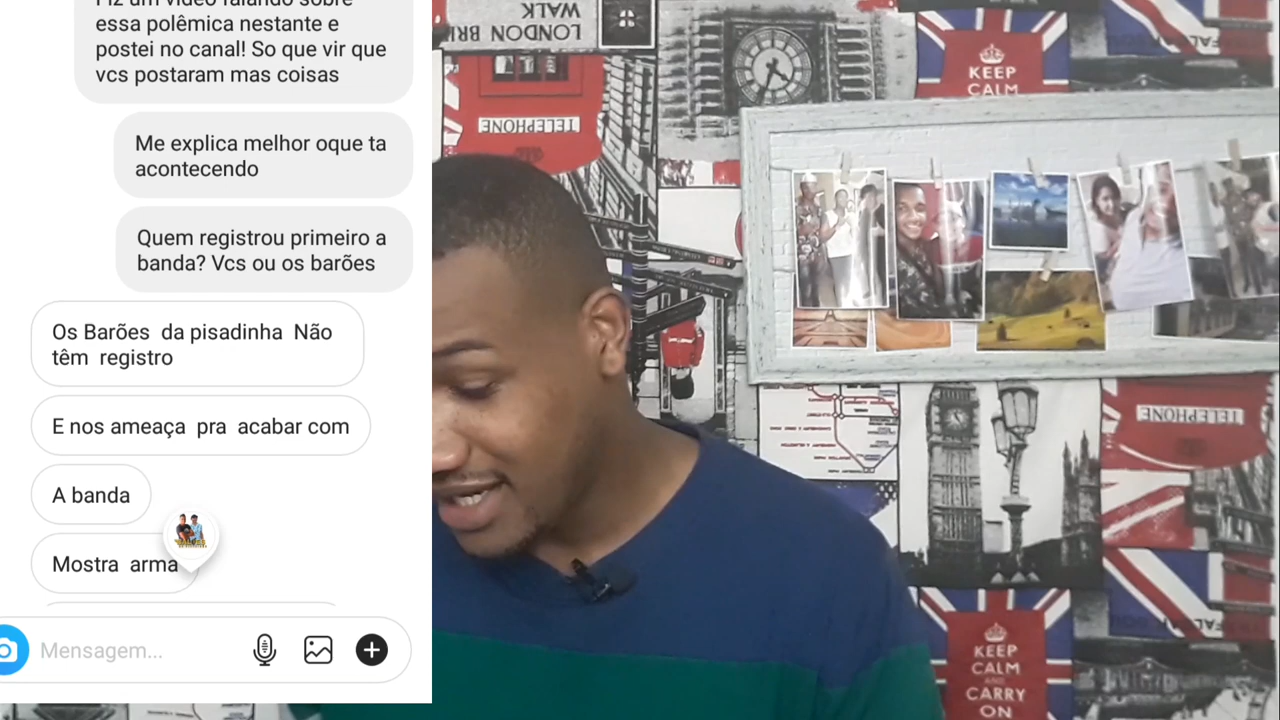 Fiz um vídeo falando sobre
essa polêmica nestante e
postei no canal! So que vir que
vcs postaram mas coisas
Me explica melhor oque ta
acontecendo
Quem registrou primeiro a
banda? Vcs ou os barões
Os Barões da pisadinha Não
têm registro
E nos ameaça pra acabar com
A banda
Mostra arma
Mensagem...
LONDON BRI
WALK
TELEPHONE
KEEP
CALM
TELEPHONE
KEEP
CALM
AND
CARRY
ON